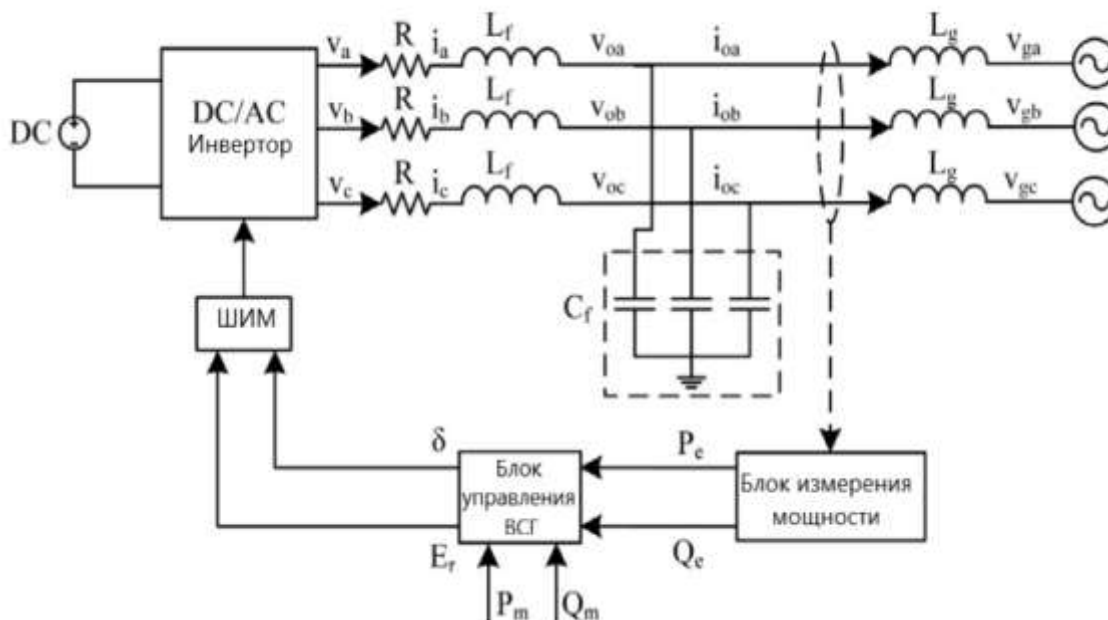 v_a R i_a L_f v_oa i_oa L_g v_ga
DC
DC/AC
Инвертор
v_b R i_b L_f v_ob i_ob L_g v_gb
v_c R i_c L_f v_oc i_oc L_g v_gc
C_f
ШИМ
δ
Блок
управления
ВСГ
P_e
Блок измерения
мощности
E_r
Q_e
P_m Q_m